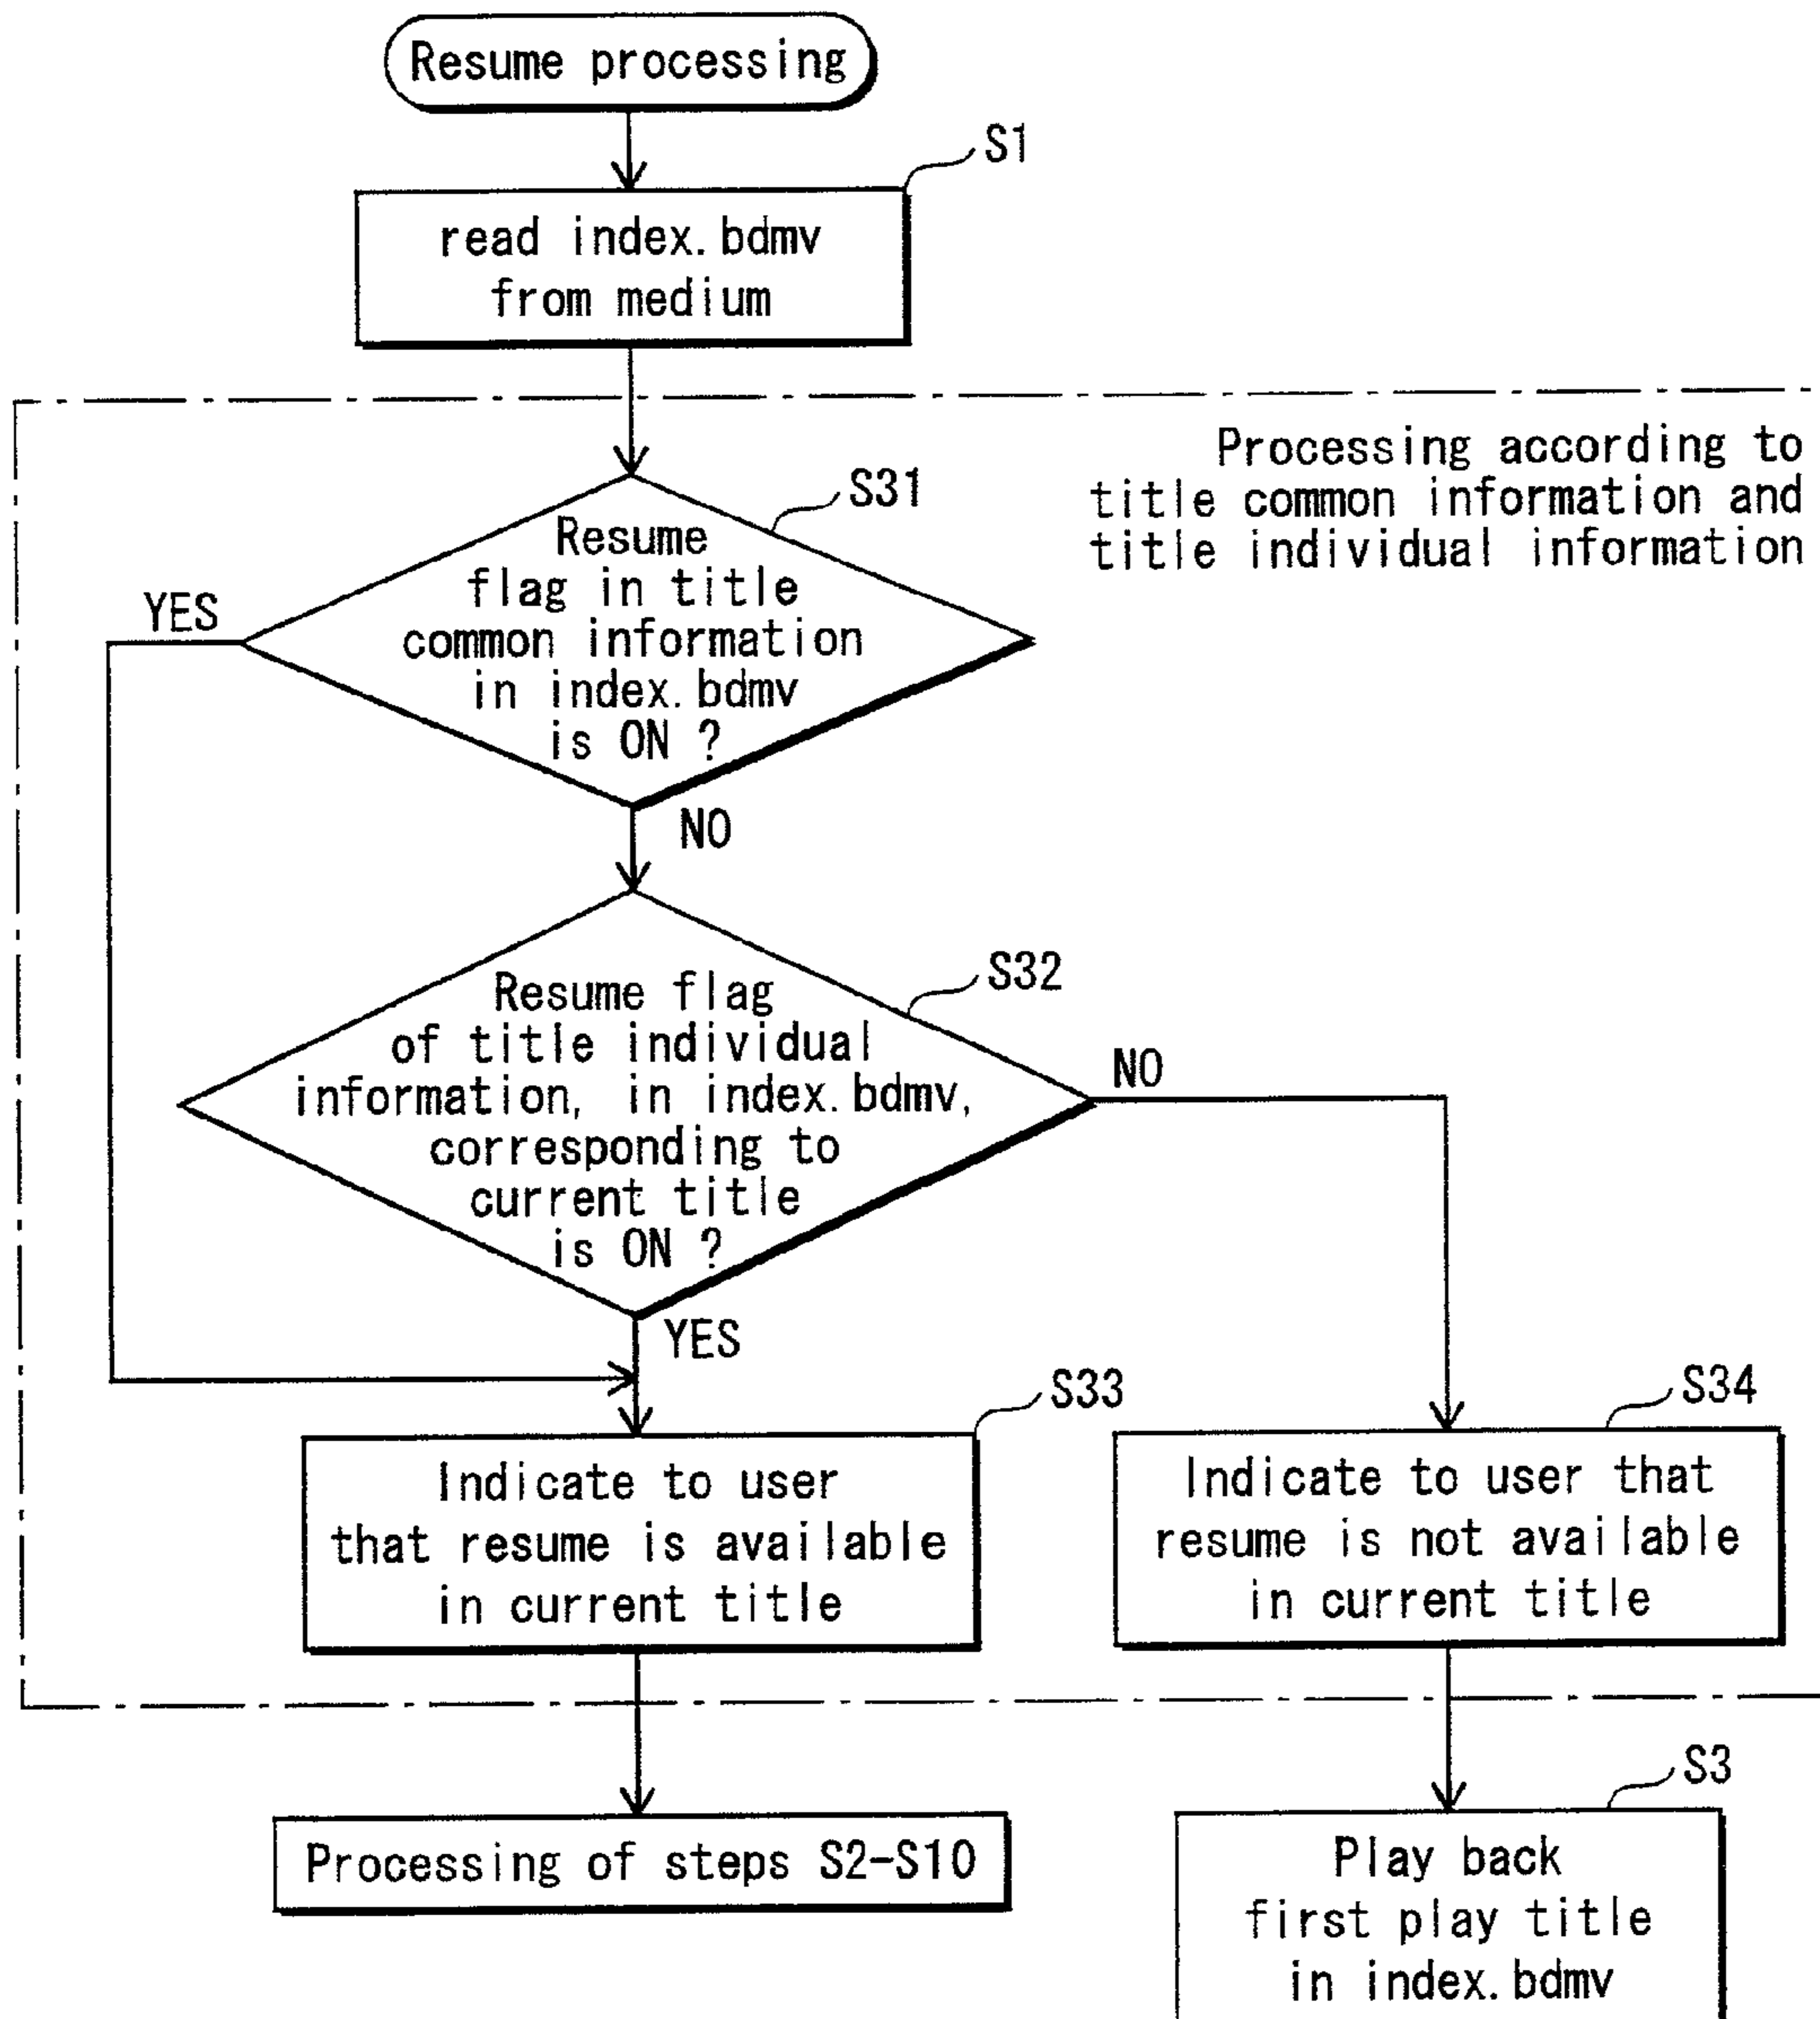 Resume processing
S1
read index.bdmv
from medium
Processing according to
title common information and
title individual information
S31
Resume
flag in title
common information
in index.bdmv
is ON ?
YES
NO
S32
Resume flag
of title individual
information, in index.bdmv,
corresponding to
current title
is ON ?
NO
YES
S33
Indicate to user
that resume is available
in current title
S34
Indicate to user that
resume is not available
in current title
Processing of steps S2-S10
S3
Play back
first play title
in index.bdmv